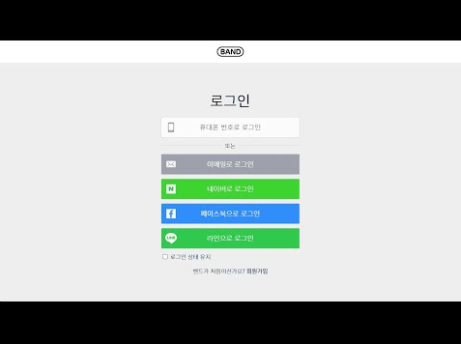 BAND
로그인
휴대폰 번호로 로그인
또는
이메일로 로그인
N 네이버로 로그인
f 페이스북으로 로그인
LINE 라인으로 로그인
로그인 상태 유지
밴드가 처음이신가요? 회원가입